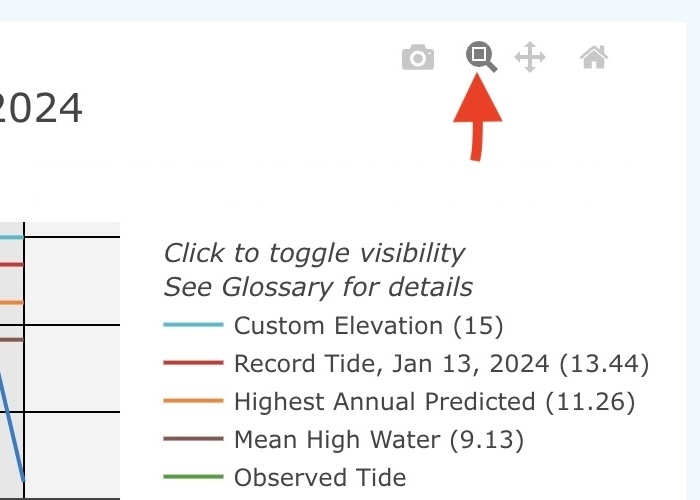 2024
Click to toggle visibility
See Glossary for details
Custom Elevation (15)
Record Tide, Jan 13, 2024 (13.44)
Highest Annual Predicted (11.26)
Mean High Water (9.13)
Observed Tide